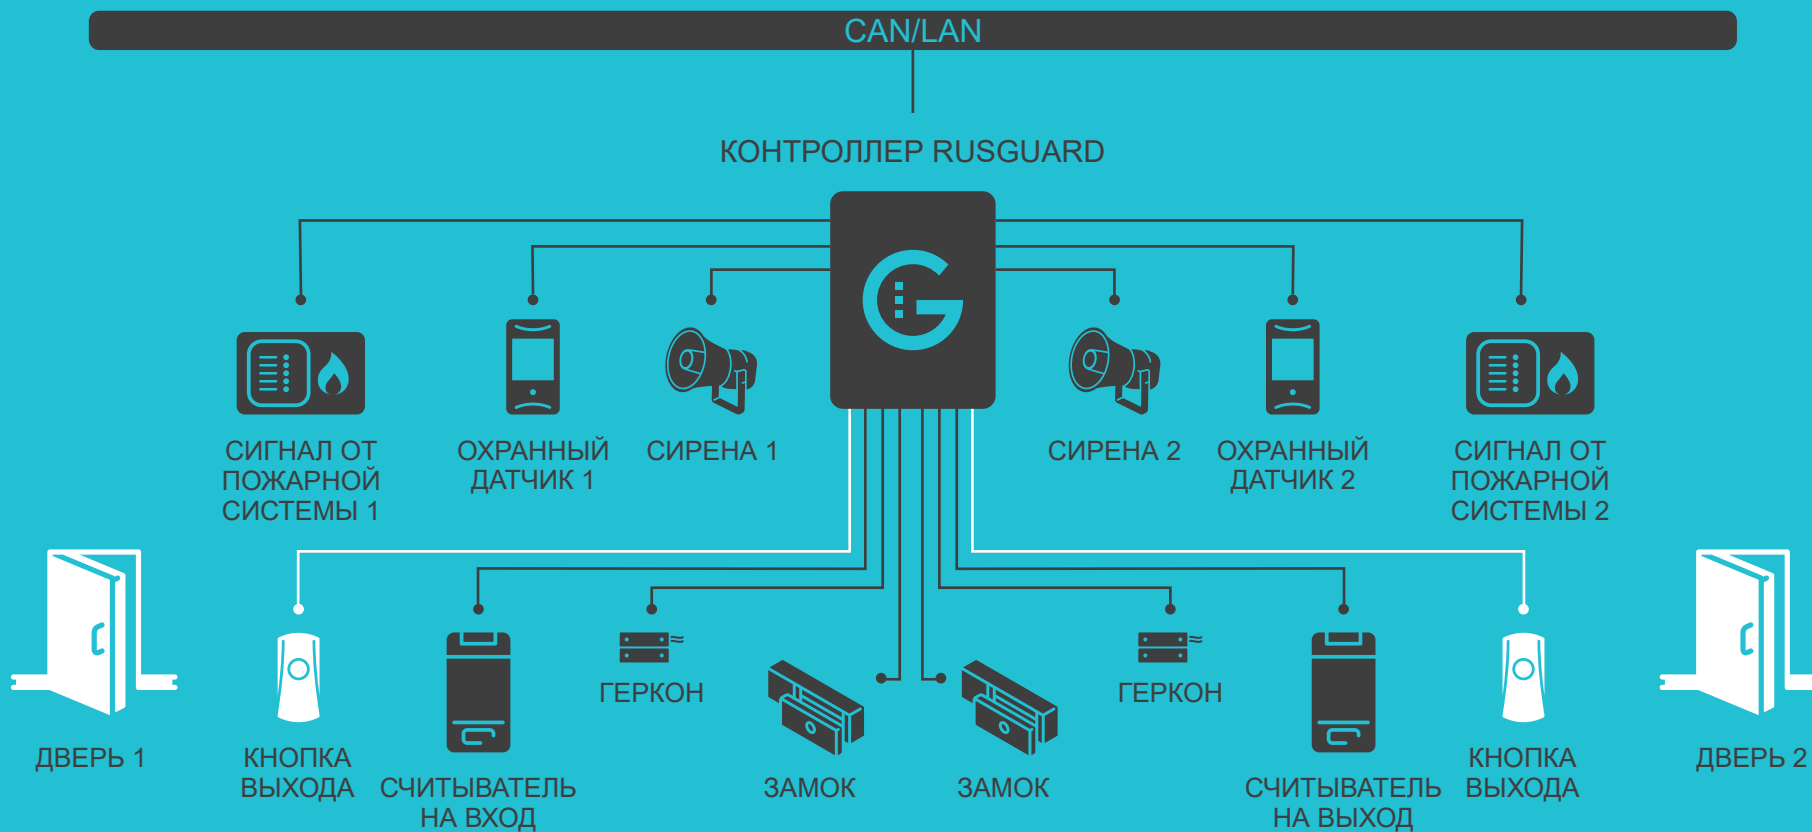 CAN/LAN
КОНТРОЛЛЕР RUSGUARD
СИГНАЛ ОТ
ПОЖАРНОЙ
СИСТЕМЫ 1
ОХРАННЫЙ
ДАТЧИК 1
СИРЕНА 1
СИРЕНА 2
ОХРАННЫЙ
ДАТЧИК 2
СИГНАЛ ОТ
ПОЖАРНОЙ
СИСТЕМЫ 2
ДВЕРЬ 1
КНОПКА
ВЫХОДА
СЧИТЫВАТЕЛЬ
НА ВХОД
ГЕРКОН
ЗАМОК
ЗАМОК
ГЕРКОН
СЧИТЫВАТЕЛЬ
НА ВЫХОД
КНОПКА
ВЫХОДА
ДВЕРЬ 2